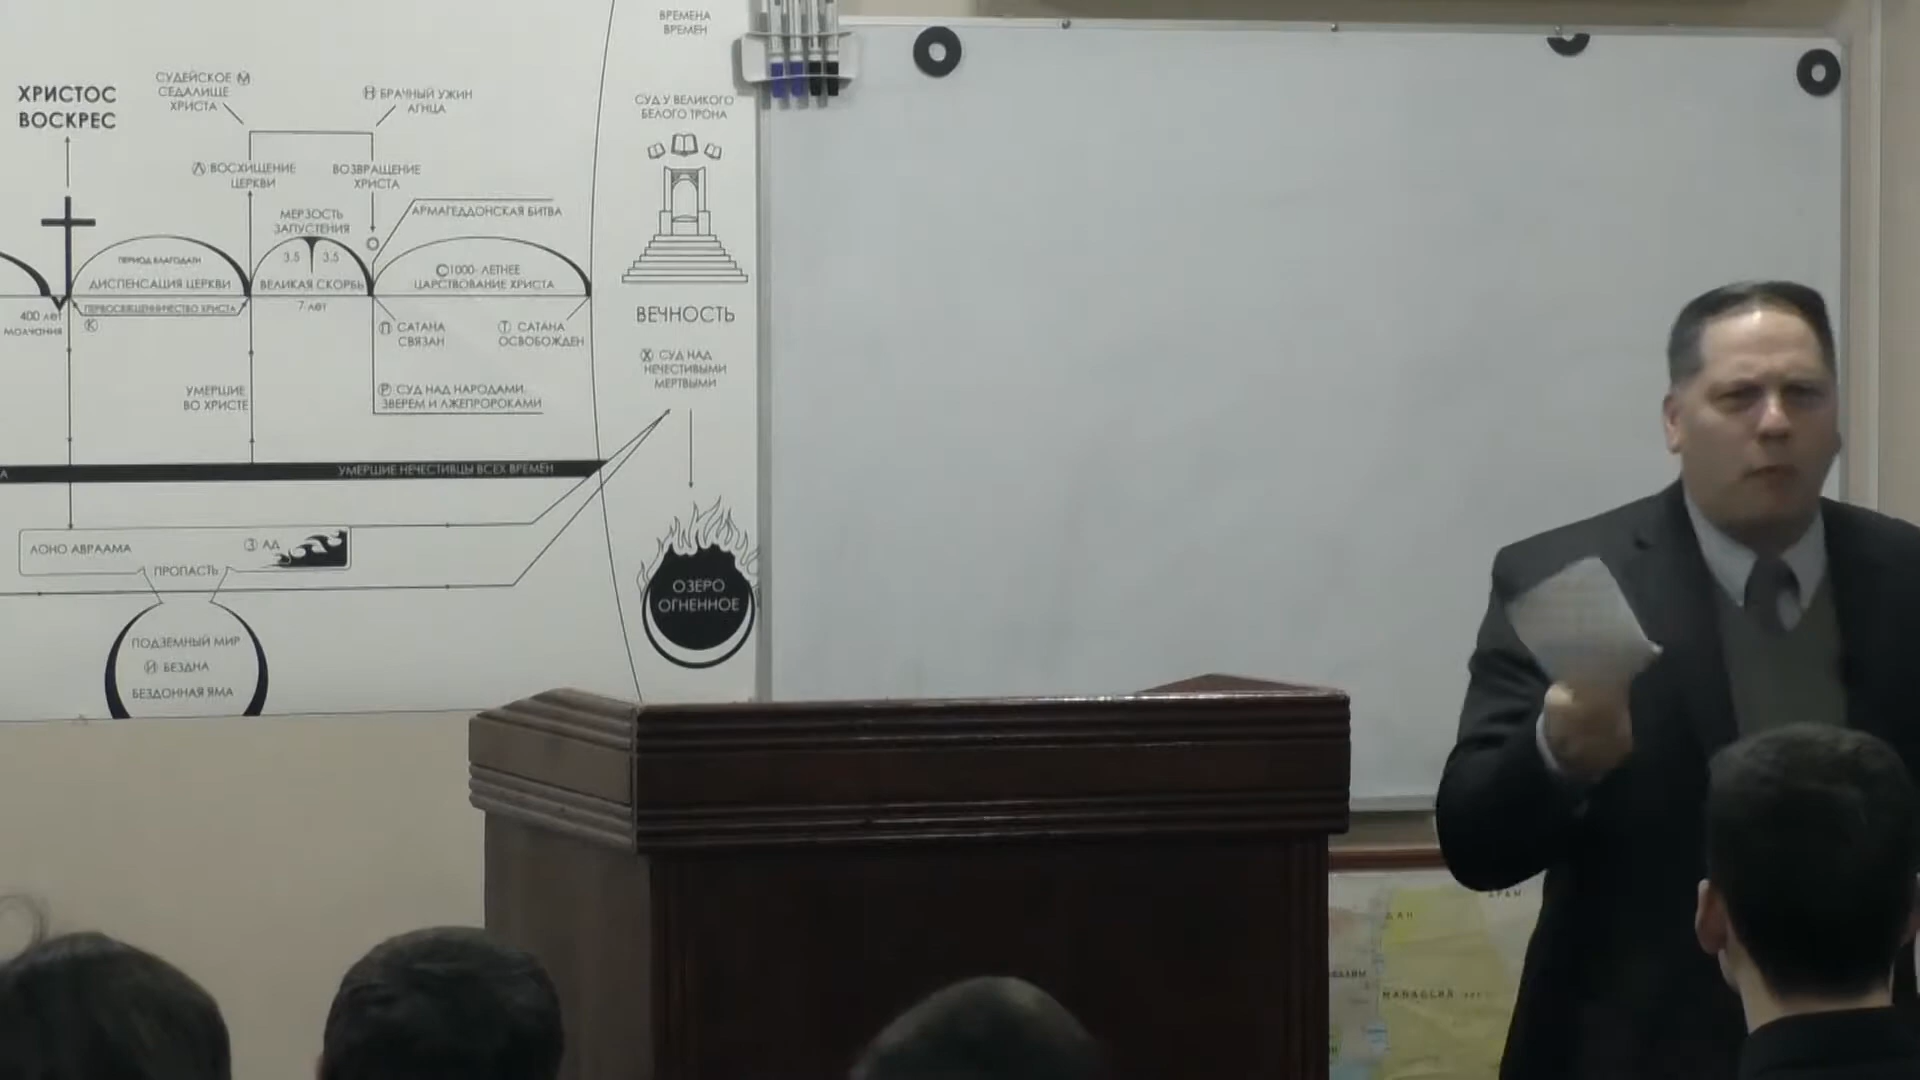 ВРЕМЕНА
ВРЕМЕН
ХРИСТОС
ВОСКРЕС
СУДЕЙСКОЕ М
СЕДАЛИЩЕ
ХРИСТА
Н БРАЧНЫЙ УЖИН
АГНЦА
СУД У ВЕЛИКОГО
БЕЛОГО ТРОНА
Л ВОСХИЩЕНИЕ
ЦЕРКВИ
ВОЗВРАЩЕНИЕ
ХРИСТА
МЕРЗОСТЬ
ЗАПУСТЕНИЯ
АРМАГЕДДОНСКАЯ БИТВА
3.5 3.5
ПЕРИОД БЛАГОДАТИ
ДИСПЕНСАЦИЯ ЦЕРКВИ
ВЕЛИКАЯ СКОРБЬ
С 1000- ЛЕТНЕЕ
ЦАРСТВОВАНИЕ ХРИСТА
ПЕРВОСВЯЩЕННИЧЕСТВО ХРИСТА
7 лет
400 лет
молчания
К
П САТАНА
СВЯЗАН
Т САТАНА
ОСВОБОЖДЕН
ВЕЧНОСТЬ
Х СУД НАД
НЕЧЕСТИВЫМИ
МЕРТВЫМИ
УМЕРШИЕ
ВО ХРИСТЕ
Р СУД НАД НАРОДАМИ,
ЗВЕРЕМ И ЛЖЕПРОРОКАМИ
А
УМЕРШИЕ НЕЧЕСТИВЦЫ ВСЕХ ВРЕМЕН
ЛОНО АВРААМА
З АД
ПРОПАСТЬ
ОЗЕРО
ОГНЕННОЕ
ПОДЗЕМНЫЙ МИР
И БЕЗДНА
БЕЗДОННАЯ ЯМА
ДАН